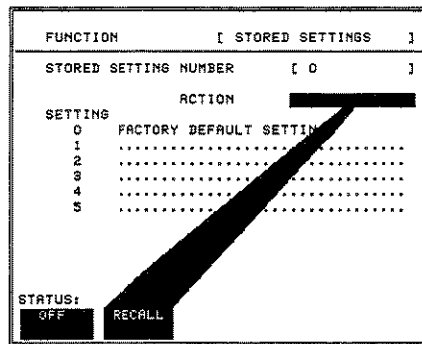 FUNCTION [ STORED SETTINGS ]
STORED SETTING NUMBER [ 0 ]
ACTION
SETTING
0 FACTORY DEFAULT
1 ...................................
2 ...................................
3 ...................................
4 ...................................
5 ...................................
STATUS:
OFF RECALL